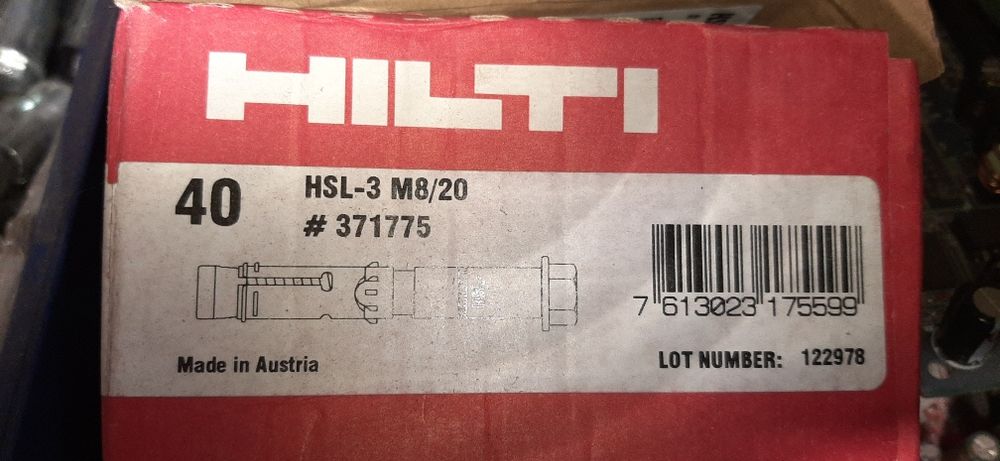 HILTI
40
HSL-3 M8/20
# 371775
7 613023 175599
Made in Austria
LOT NUMBER: 122978